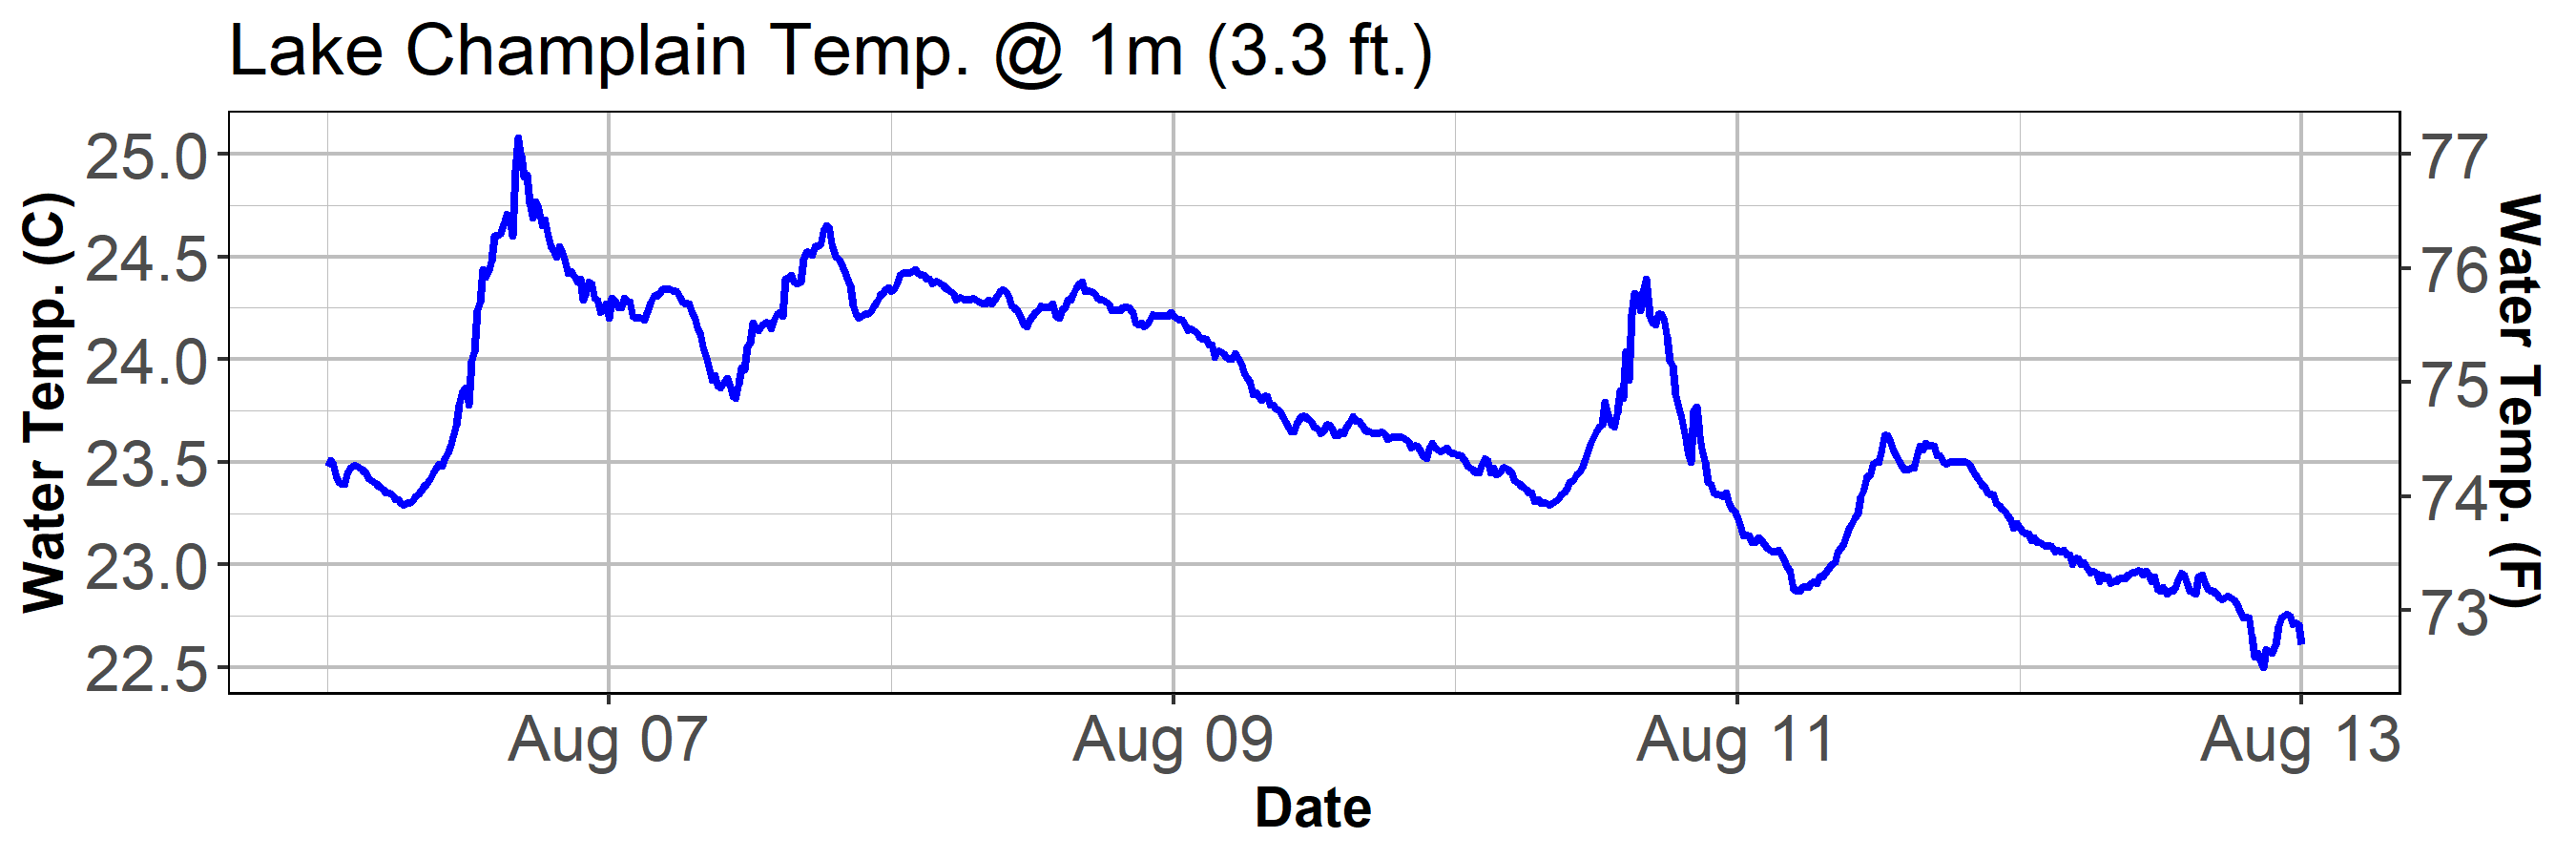 Lake Champlain Temp. @ 1m (3.3 ft.)
Water Temp. (C)
25.0
24.5
24.0
23.5
23.0
22.5
77
76
75
74
73
Water Temp. (F)
Aug 07 Aug 09 Aug 11 Aug 13
Date